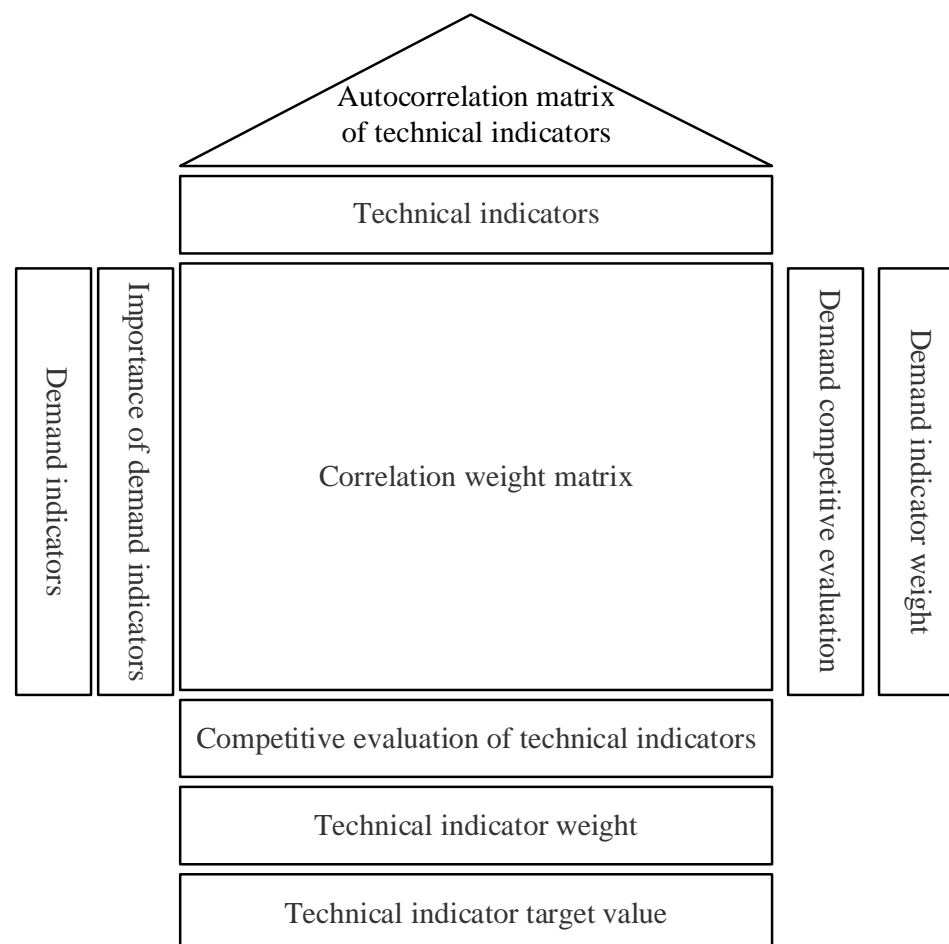 Autocorrelation matrix
of technical indicators
Technical indicators
Demand indicators
Importance of demand indicators
Correlation weight matrix
Demand competitive evaluation
Demand indicator weight
Competitive evaluation of technical indicators
Technical indicator weight
Technical indicator target value